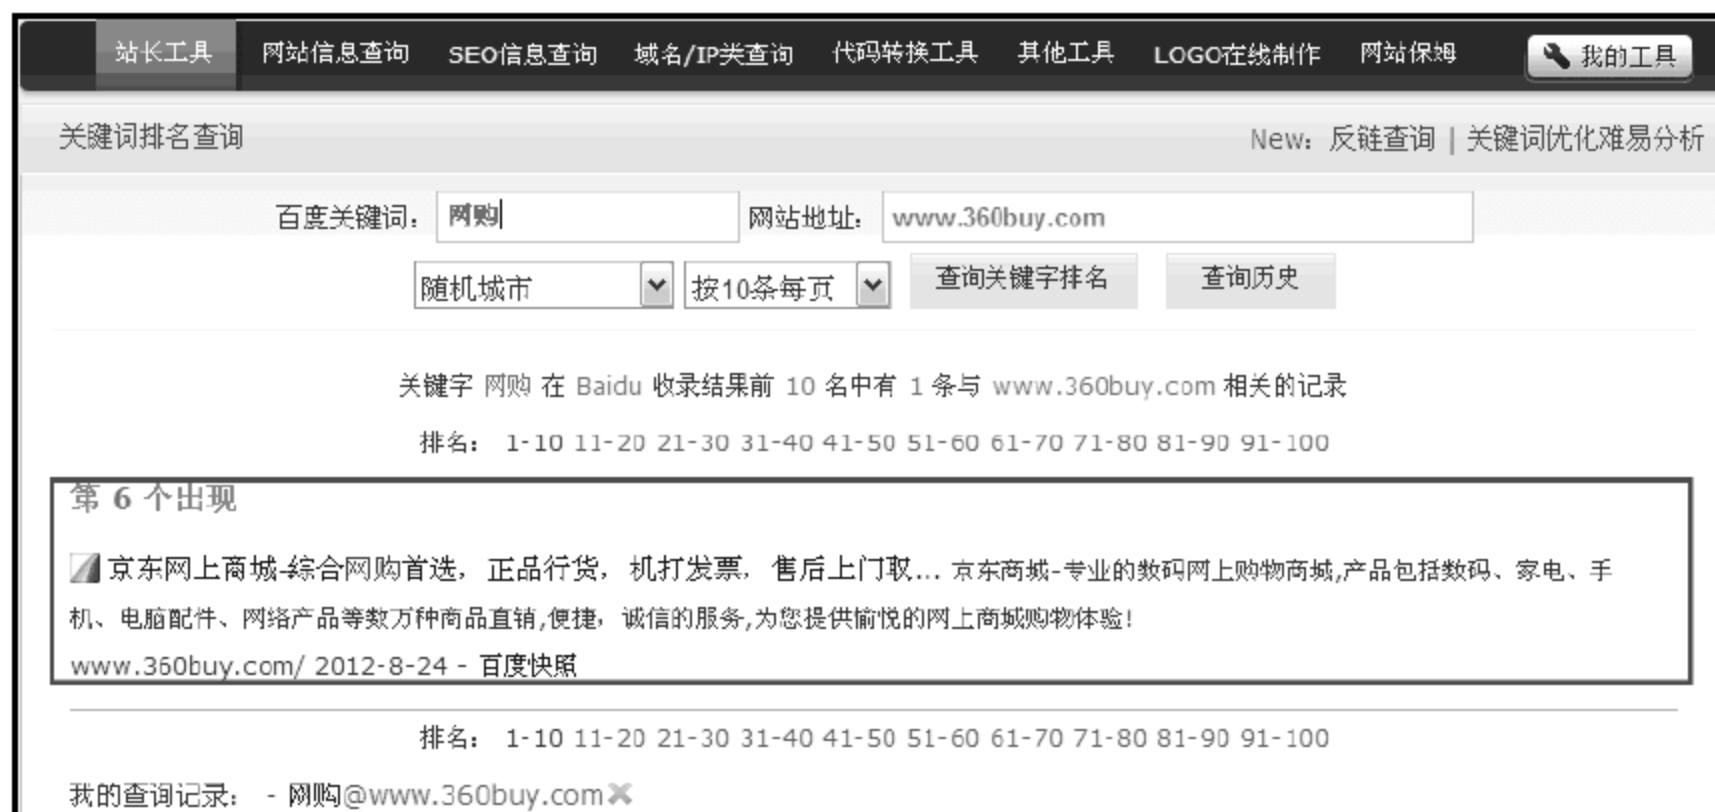 站长工具 网站信息查询 SEO信息查询 域名/IP类查询 代码转换工具 其他工具 LOGO在线制作 网站保姆 我的工具
关键词排名查询 New：反链查询 | 关键词优化难易分析
百度关键词：网购 网站地址：www.360buy.com
随机城市 按10条每页 查询关键字排名 查询历史
关键字 网购 在 Baidu 收录结果前 10 名中有 1 条与 www.360buy.com 相关的记录
排名： 1-10 11-20 21-30 31-40 41-50 51-60 61-70 71-80 81-90 91-100
第 6 个出现
京东网上商城-综合网购首选，正品行货，机打发票，售后上门取... 京东商城-专业的数码网上购物商城,产品包括数码、家电、手
机、电脑配件、网络产品等数万种商品直销,便捷，诚信的服务,为您提供愉悦的网上商城购物体验!
www.360buy.com/ 2012-8-24 - 百度快照
排名： 1-10 11-20 21-30 31-40 41-50 51-60 61-70 71-80 81-90 91-100
我的查询记录： - 网购@www.360buy.com